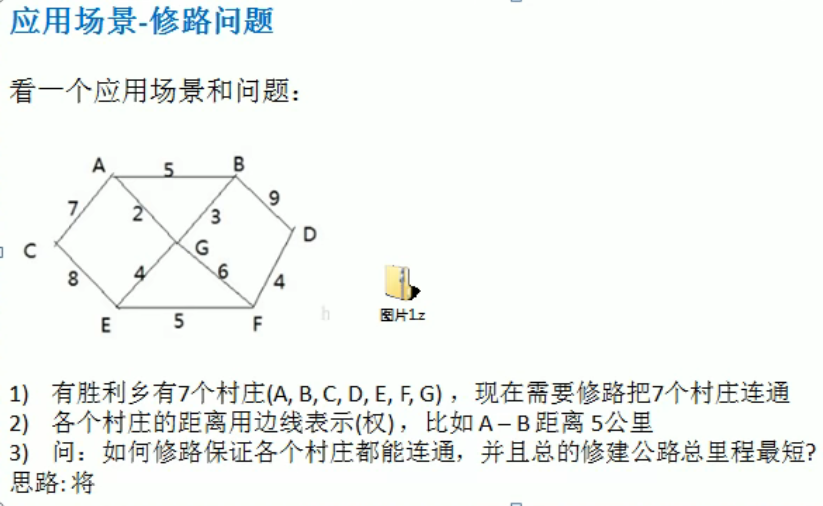 应用场景-修路问题
看一个应用场景和问题：
A 5 B
7 2 3 9
C G D
8 4 6 4
E 5 F
h
图片1.z
1) 有胜利乡有7个村庄(A, B, C, D, E, F, G) ，现在需要修路把7个村庄连通
2) 各个村庄的距离用边线表示(权) ，比如 A – B 距离 5公里
3) 问：如何修路保证各个村庄都能连通，并且总的修建公路总里程最短?
思路: 将